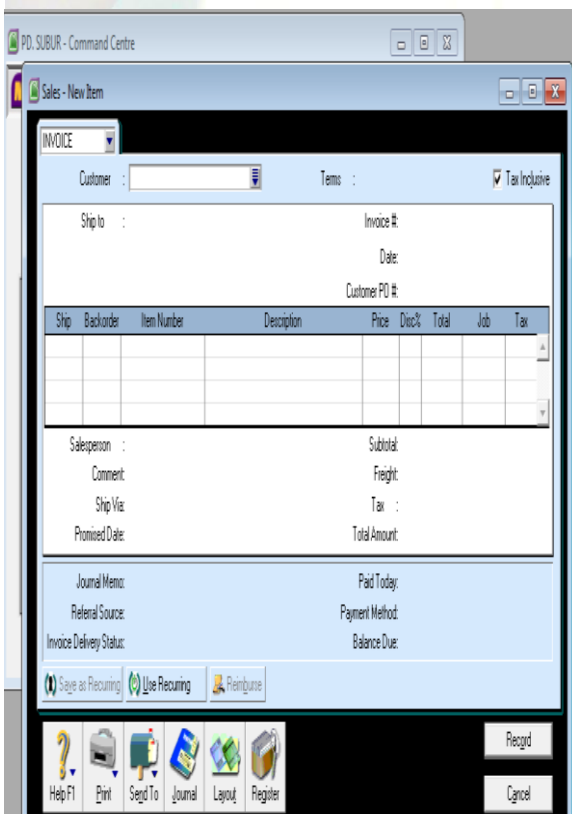 PD. SUBUR - Command Centre
Sales - New Item
INVOICE
Customer : Terms : Tax Inclusive
Ship to : Invoice #:
Date:
Customer PO #:
Ship Backorder Item Number Description Price Disc% Total Job Tax
Salesperson : Subtotal:
Comment: Freight:
Ship Via: Tax :
Promised Date: Total Amount:
Journal Memo: Paid Today:
Referral Source: Payment Method:
Invoice Delivery Status: Balance Due:
Save as Recurring Use Recurring Reimburse
Help F1 Print Send To Journal Layout Register
Record
Cancel